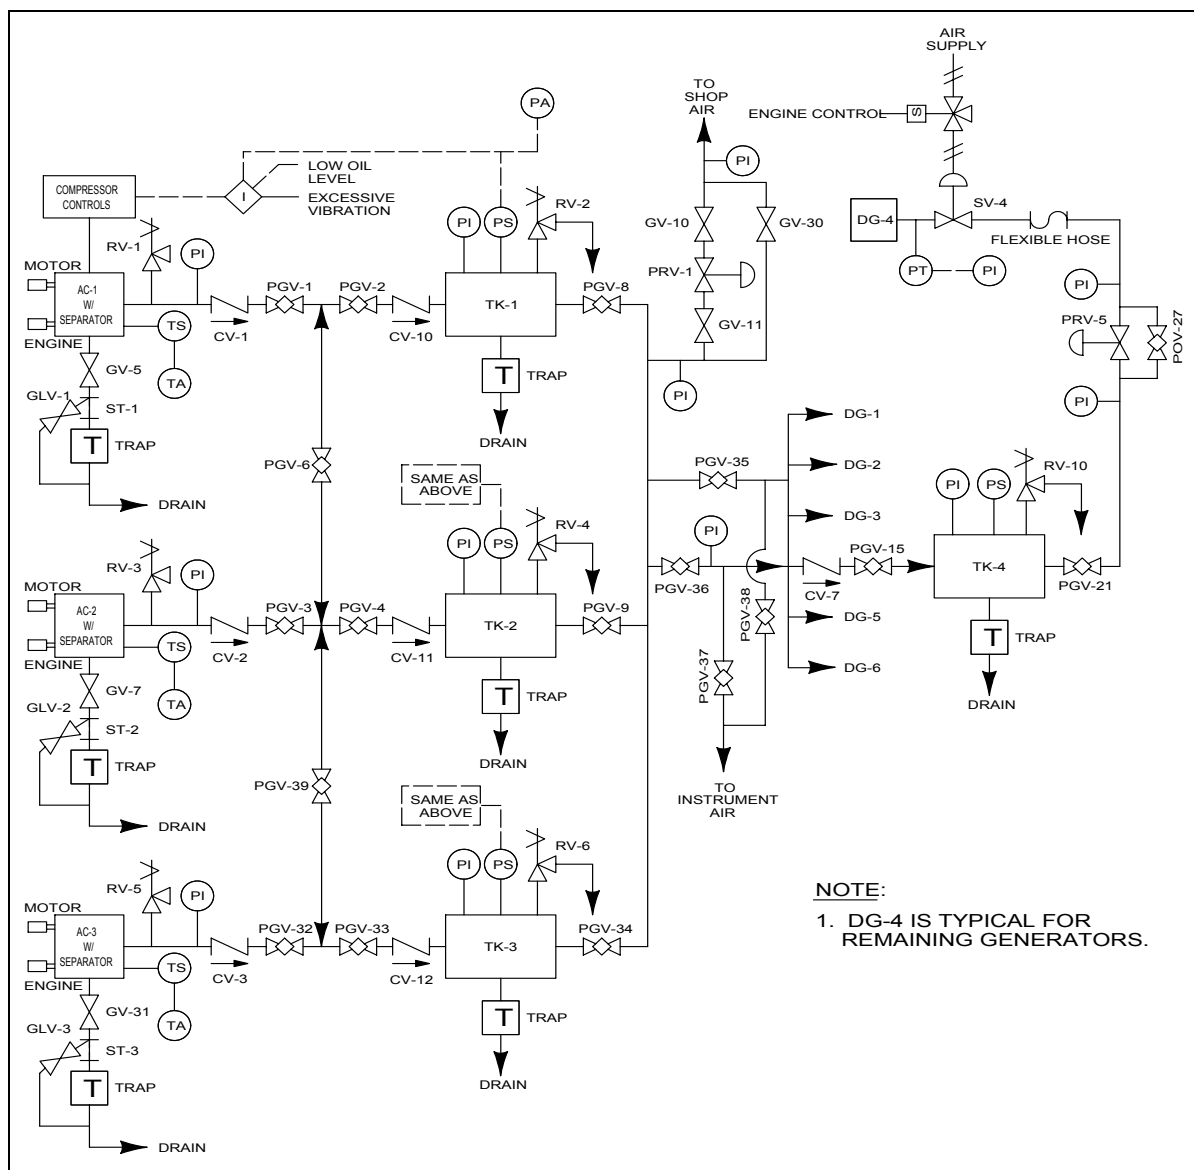 AIR
SUPPLY
TO
SHOP
AIR
ENGINE CONTROL
S
PA
PI
LOW OIL
LEVEL
EXCESSIVE
VIBRATION
I
COMPRESSOR
CONTROLS
RV-1
PI
PI
PS
RV-2
GV-10
GV-30
DG-4
SV-4
FLEXIBLE HOSE
PT
PI
MOTOR
AC-1
W/
SEPARATOR
ENGINE
PGV-1
PGV-2
TK-1
PGV-8
PRV-1
PI
TS
CV-1
CV-10
GV-11
PRV-5
POV-27
TA
GV-5
GLV-1
ST-1
T
TRAP
T
TRAP
PI
PI
DRAIN
DG-1
PGV-6
PGV-35
DG-2
SAME AS
ABOVE
RV-10
DRAIN
RV-4
DG-3
PI
PS
PI
PS
PI
RV-3
PI
PGV-15
MOTOR
AC-2
W/
SEPARATOR
ENGINE
PGV-3
PGV-4
TK-2
PGV-9
PGV-36
CV-7
TK-4
PGV-21
PGV-38
TS
CV-2
CV-11
DG-5
T
TRAP
TA
GV-7
PGV-37
DG-6
GLV-2
ST-2
T
TRAP
DRAIN
T
TRAP
DRAIN
PGV-39
TO
INSTRUMENT
AIR
SAME AS
ABOVE
DRAIN
RV-6
PI
PS
RV-5
PI
NOTE:
1. DG-4 IS TYPICAL FOR
REMAINING GENERATORS.
MOTOR
AC-3
W/
SEPARATOR
ENGINE
PGV-32
PGV-33
TK-3
PGV-34
TS
CV-3
CV-12
TA
GV-31
GLV-3
ST-3
T
TRAP
T
TRAP
DRAIN
DRAIN